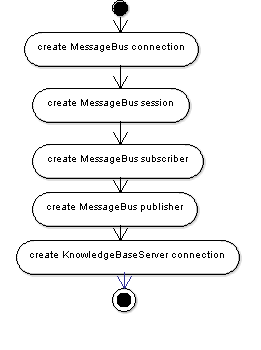 create MessageBus connection
create MessageBus session
create MessageBus subscriber
create MessageBus publisher
create KnowledgeBaseServer connection